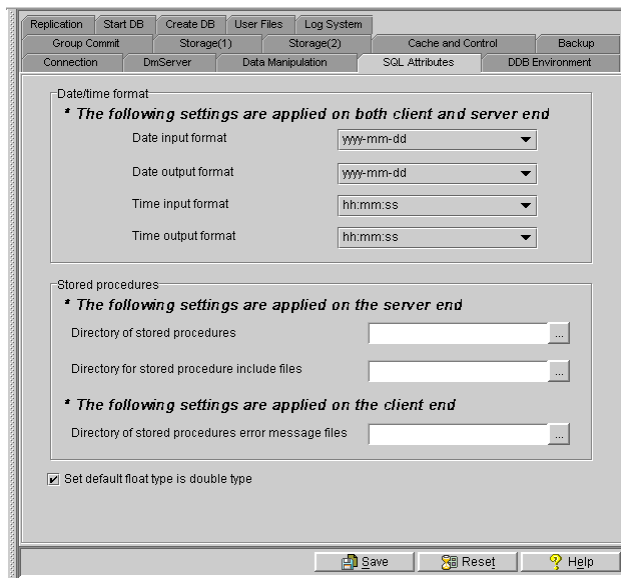 Replication Start DB Create DB User Files Log System
Group Commit Storage(1) Storage(2) Cache and Control Backup
Connection DmServer Data Manipulation SQL Attributes DDB Environment
Date/time format
* The following settings are applied on both client and server end
Date input format yyyy-mm-dd
Date output format yyyy-mm-dd
Time input format hh:mm:ss
Time output format hh:mm:ss
Stored procedures
* The following settings are applied on the server end
Directory of stored procedures ...
Directory for stored procedure include files ...
* The following settings are applied on the client end
Directory of stored procedures error message files ...
Set default float type is double type
Save Reset Help